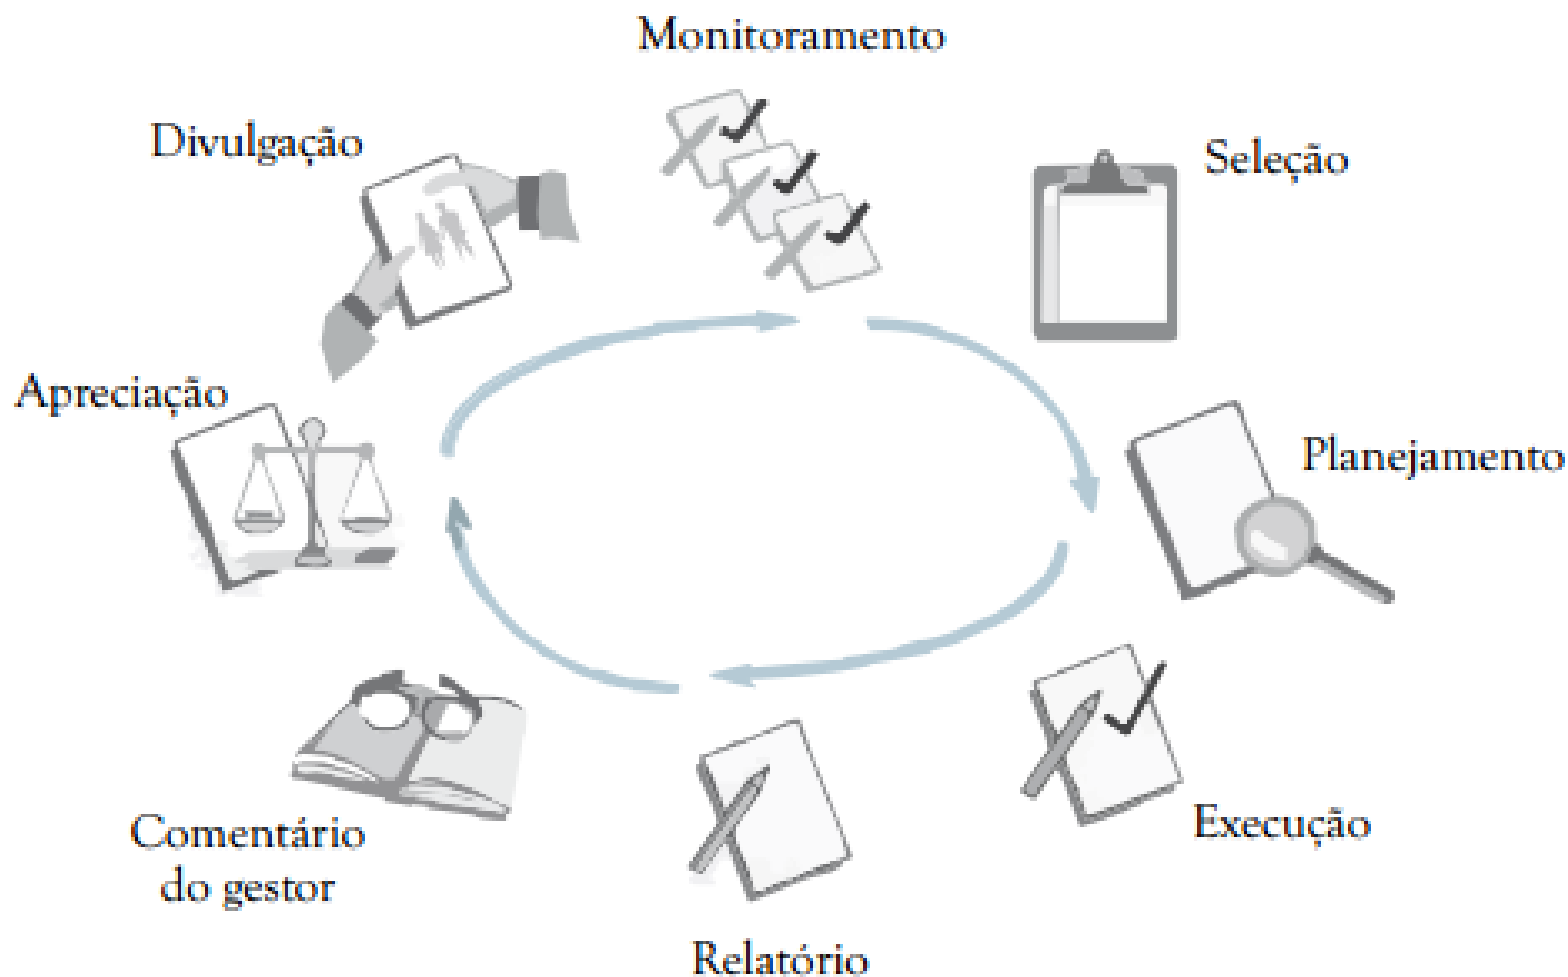 Monitoramento
Divulgação
Seleção
Apreciação
Planejamento
Execução
Comentário
do gestor
Relatório